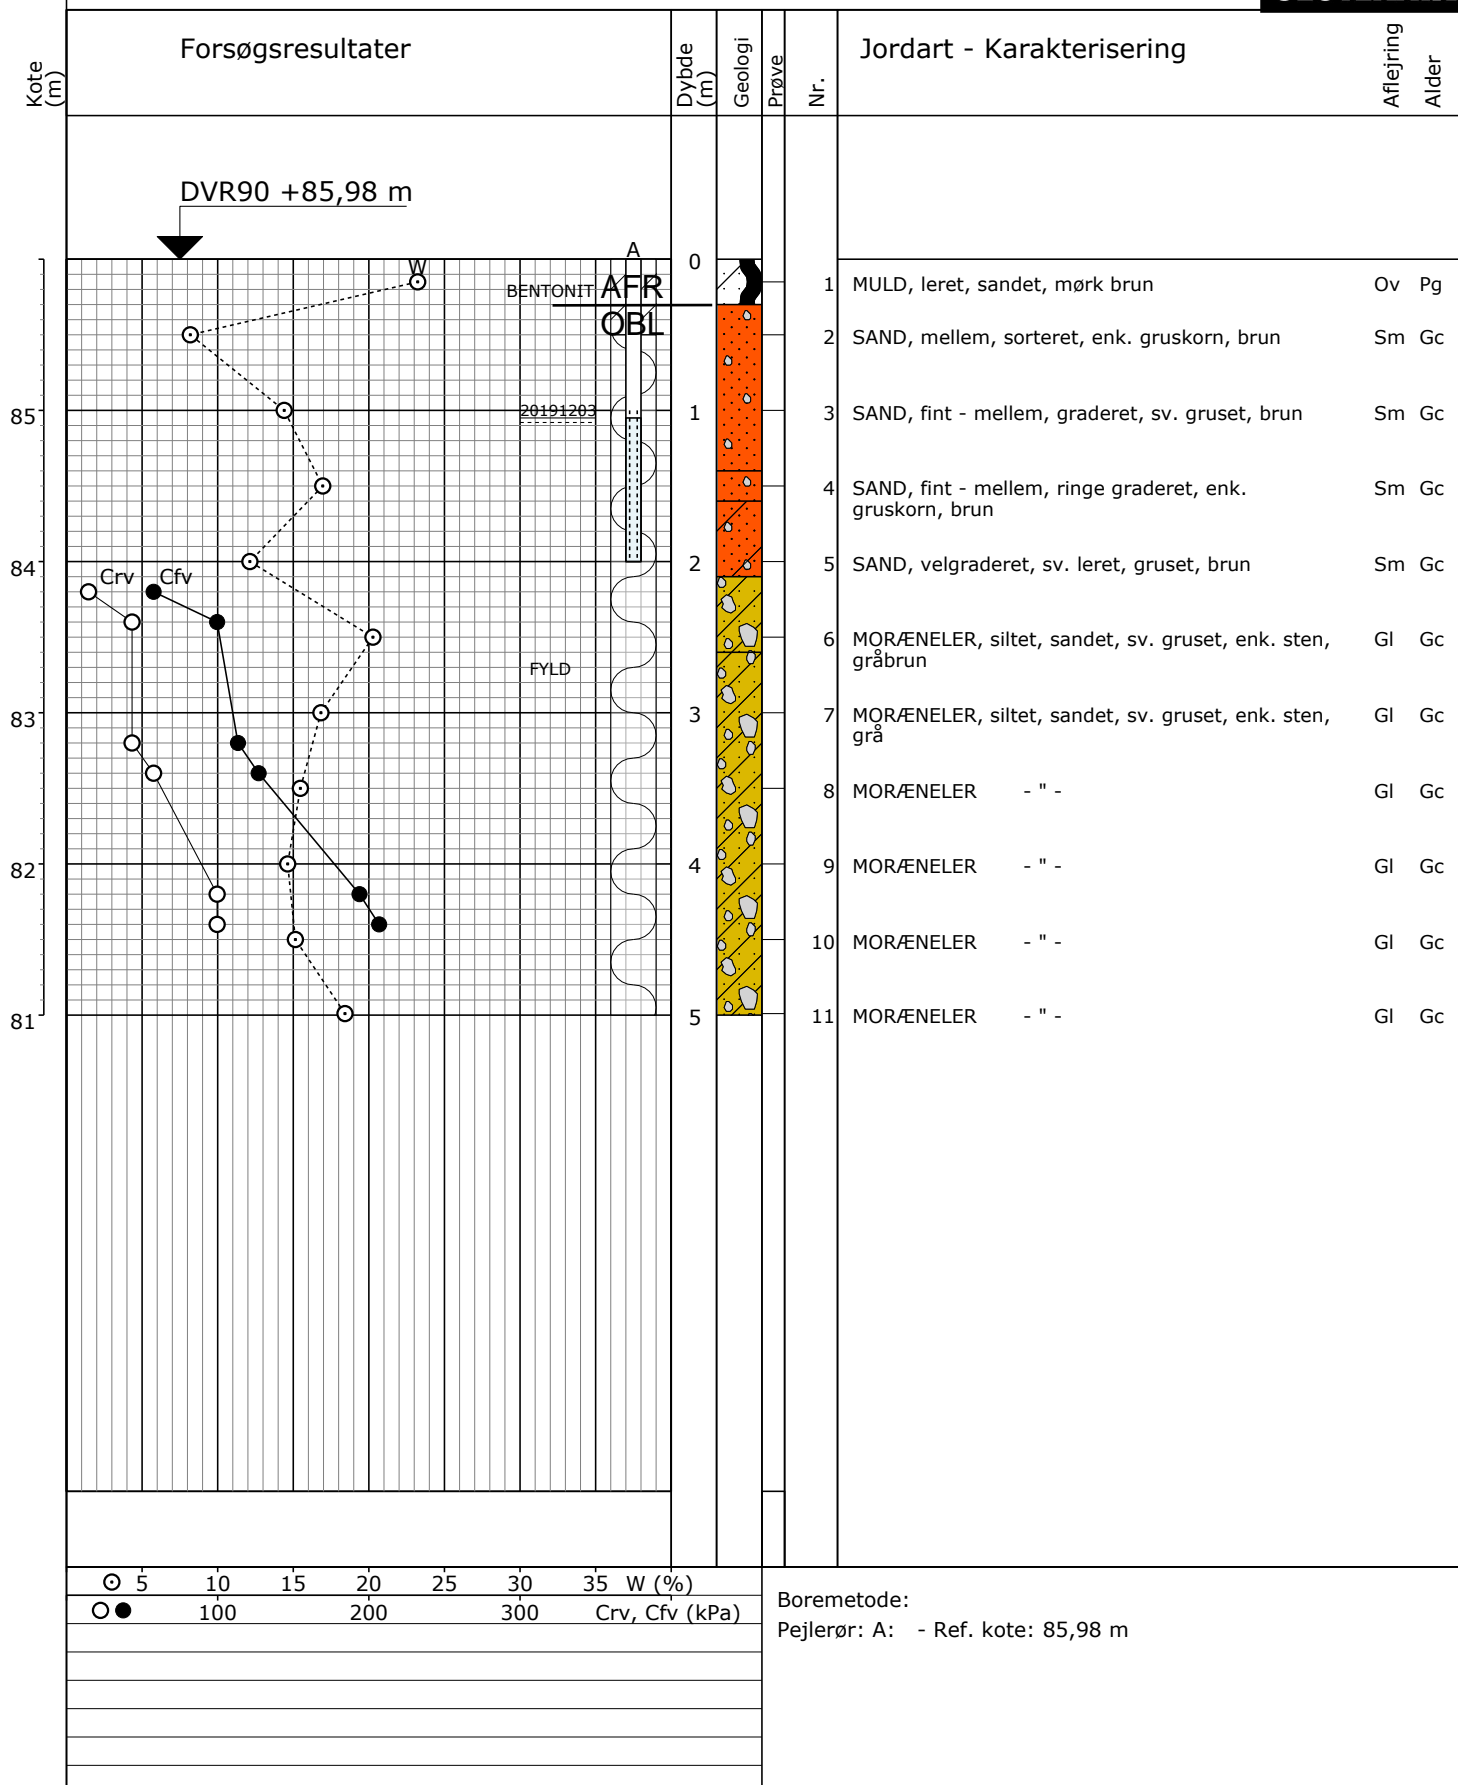 Kote (m)
Forsøgsresultater
Dybde (m)
Geologi
Prøve
Nr.
Jordart - Karakterisering
Aflejring
Alder
DVR90 +85,98 m
A
W
0
BENTONIT AFR
OBL
1 MULD, leret, sandet, mørk brun Ov Pg
2 SAND, mellem, sorteret, enk. gruskorn, brun Sm Gc
85 20191203 1
3 SAND, fint - mellem, graderet, sv. gruset, brun Sm Gc
4 SAND, fint - mellem, ringe graderet, enk. Sm Gc
gruskorn, brun
84 2
5 SAND, velgraderet, sv. leret, gruset, brun Sm Gc
Crv Cfv
6 MORÆNELER, siltet, sandet, sv. gruset, enk. sten, Gl Gc
gråbrun
FYLD
83 3
7 MORÆNELER, siltet, sandet, sv. gruset, enk. sten, Gl Gc
grå
8 MORÆNELER - " - Gl Gc
82 4
9 MORÆNELER - " - Gl Gc
10 MORÆNELER - " - Gl Gc
81 5
11 MORÆNELER - " - Gl Gc
5 10 15 20 25 30 35 W (%)
100 200 300 Crv, Cfv (kPa)
Boremetode:
Pejlerør: A: - Ref. kote: 85,98 m